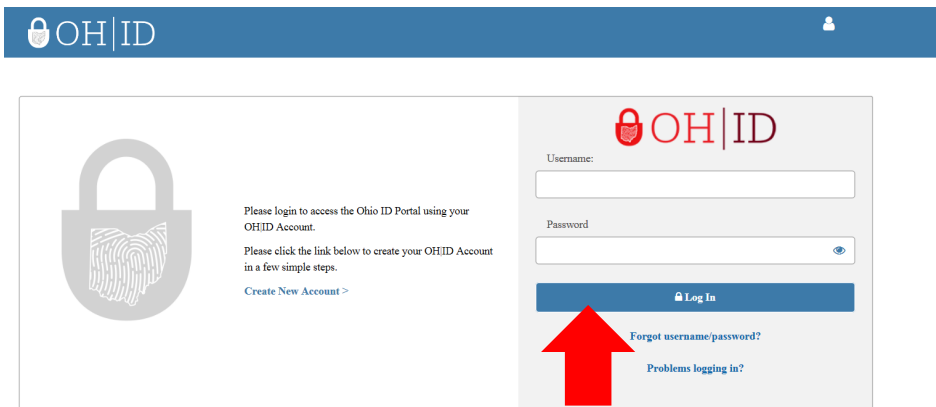 OH|ID
Please login to access the Ohio ID Portal using your
OH|ID Account.
Please click the link below to create your OH|ID Account
in a few simple steps.
Create New Account >
OH|ID
Username:
Password
Log In
Forgot username/password?
Problems logging in?